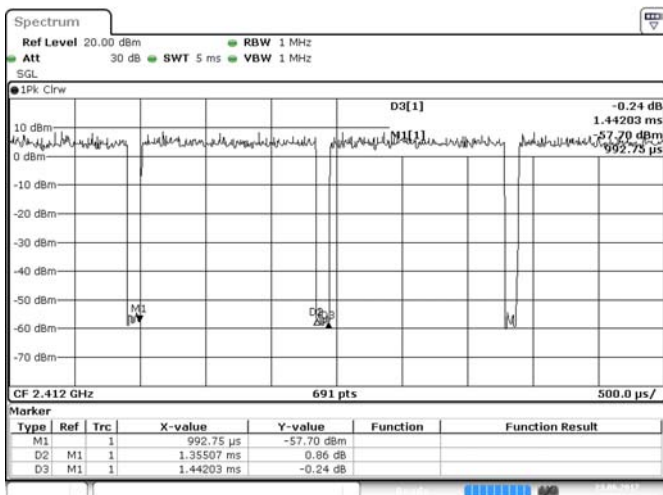 Spectrum
Ref Level 20.00 dBm RBW 1 MHz
Att 30 dB SWT 5 ms VBW 1 MHz
SGL
1Pk Clrw
D3[1] -0.24 dB
1.44203 ms
10 dBm M1[1] -57.70 dBm
992.75 µs
0 dBm
-10 dBm
-20 dBm
-30 dBm
-40 dBm
-50 dBm
M1 D2 D3
-60 dBm
-70 dBm
CF 2.412 GHz 691 pts 500.0 µs/
Marker
Type Ref Trc X-value Y-value Function Function Result
M1 1 992.75 µs -57.70 dBm
D2 M1 1 1.35507 ms 0.86 dB
D3 M1 1 1.44203 ms -0.24 dB